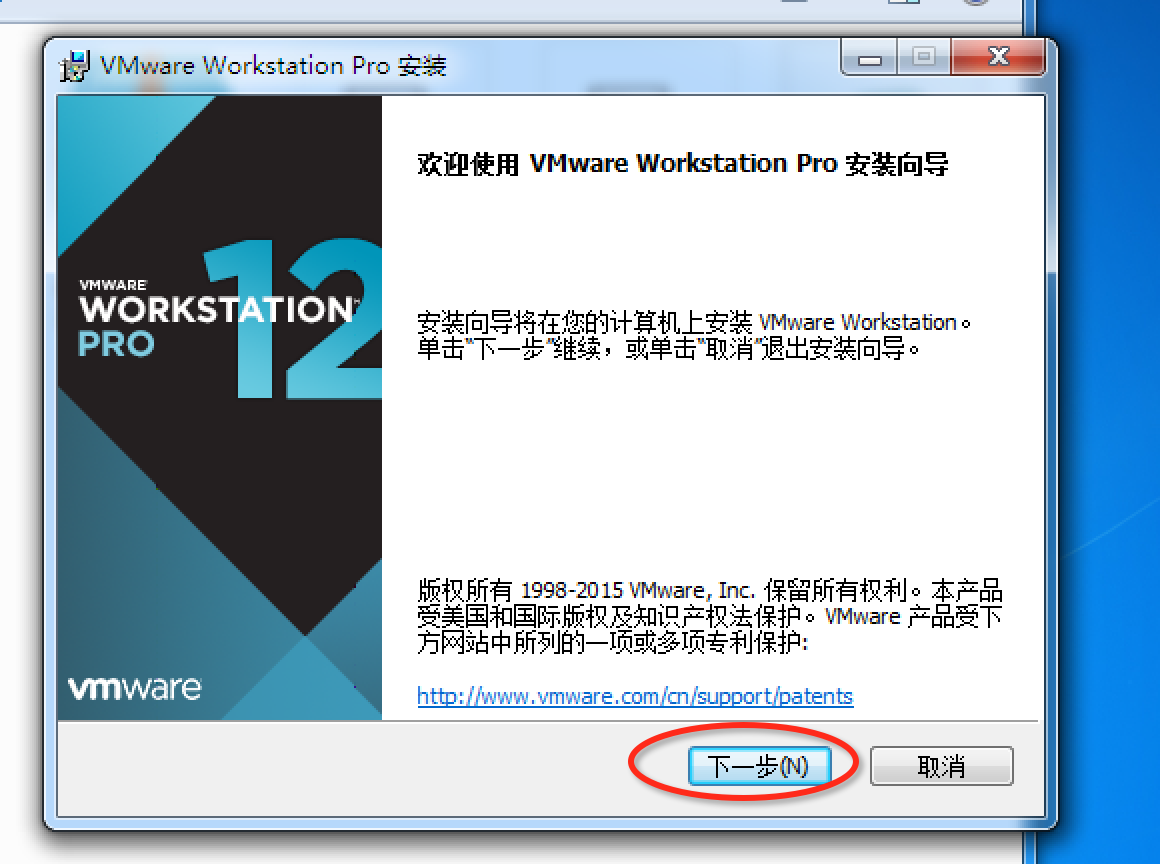 VMware Workstation Pro 安装
欢迎使用 VMware Workstation Pro 安装向导
VMWARE
WORKSTATION™
PRO
12
安装向导将在您的计算机上安装 VMware Workstation。
单击“下一步”继续，或单击“取消”退出安装向导。
版权所有 1998-2015 VMware, Inc. 保留所有权利。本产品
受美国和国际版权及知识产权法保护。VMware 产品受下
方网站中所列的一项或多项专利保护:
vmware
http://www.vmware.com/cn/support/patents
下一步(N)
取消